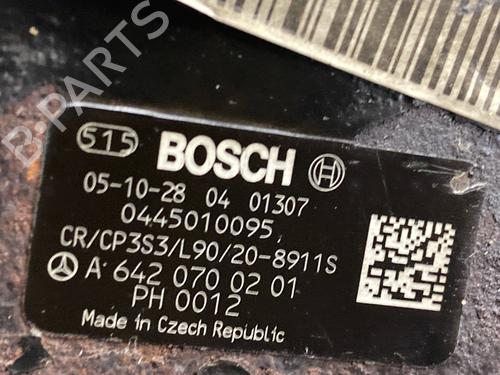 B-PARTS
515 BOSCH
05-10-28 04 01307
0445010095
CR/CP3S3/L90/20-8911S
A 642 070 02 01
PH 0012
Made in Czech Republic